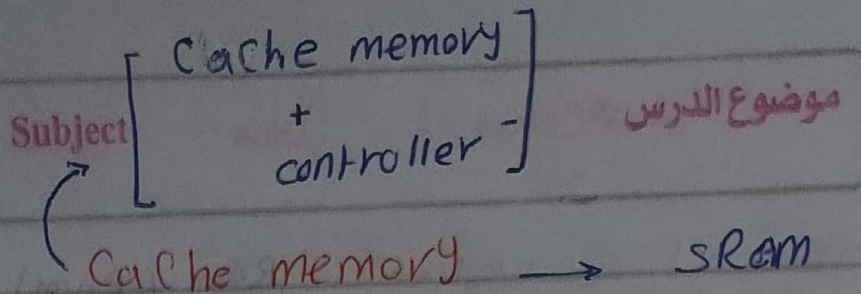 Cache memory
+
Subject موضوع الدرس
controller
Cache memory → SRAM